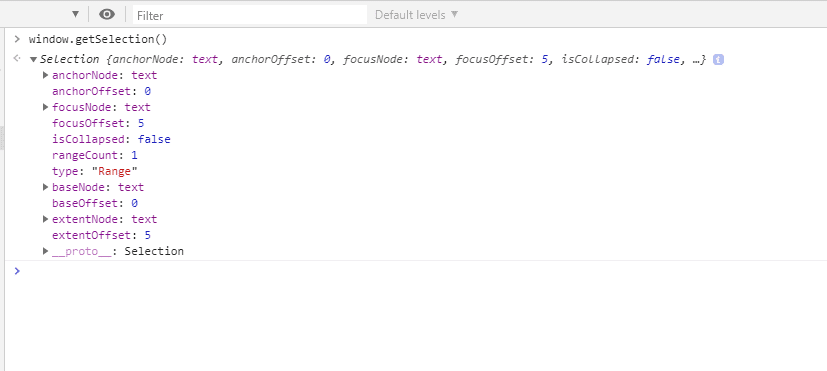 Filter
Default levels
window.getSelection()
Selection {anchorNode: text, anchorOffset: 0, focusNode: text, focusOffset: 5, isCollapsed: false, …} i
anchorNode: text
anchorOffset: 0
focusNode: text
focusOffset: 5
isCollapsed: false
rangeCount: 1
type: "Range"
baseNode: text
baseOffset: 0
extentNode: text
extentOffset: 5
__proto__: Selection